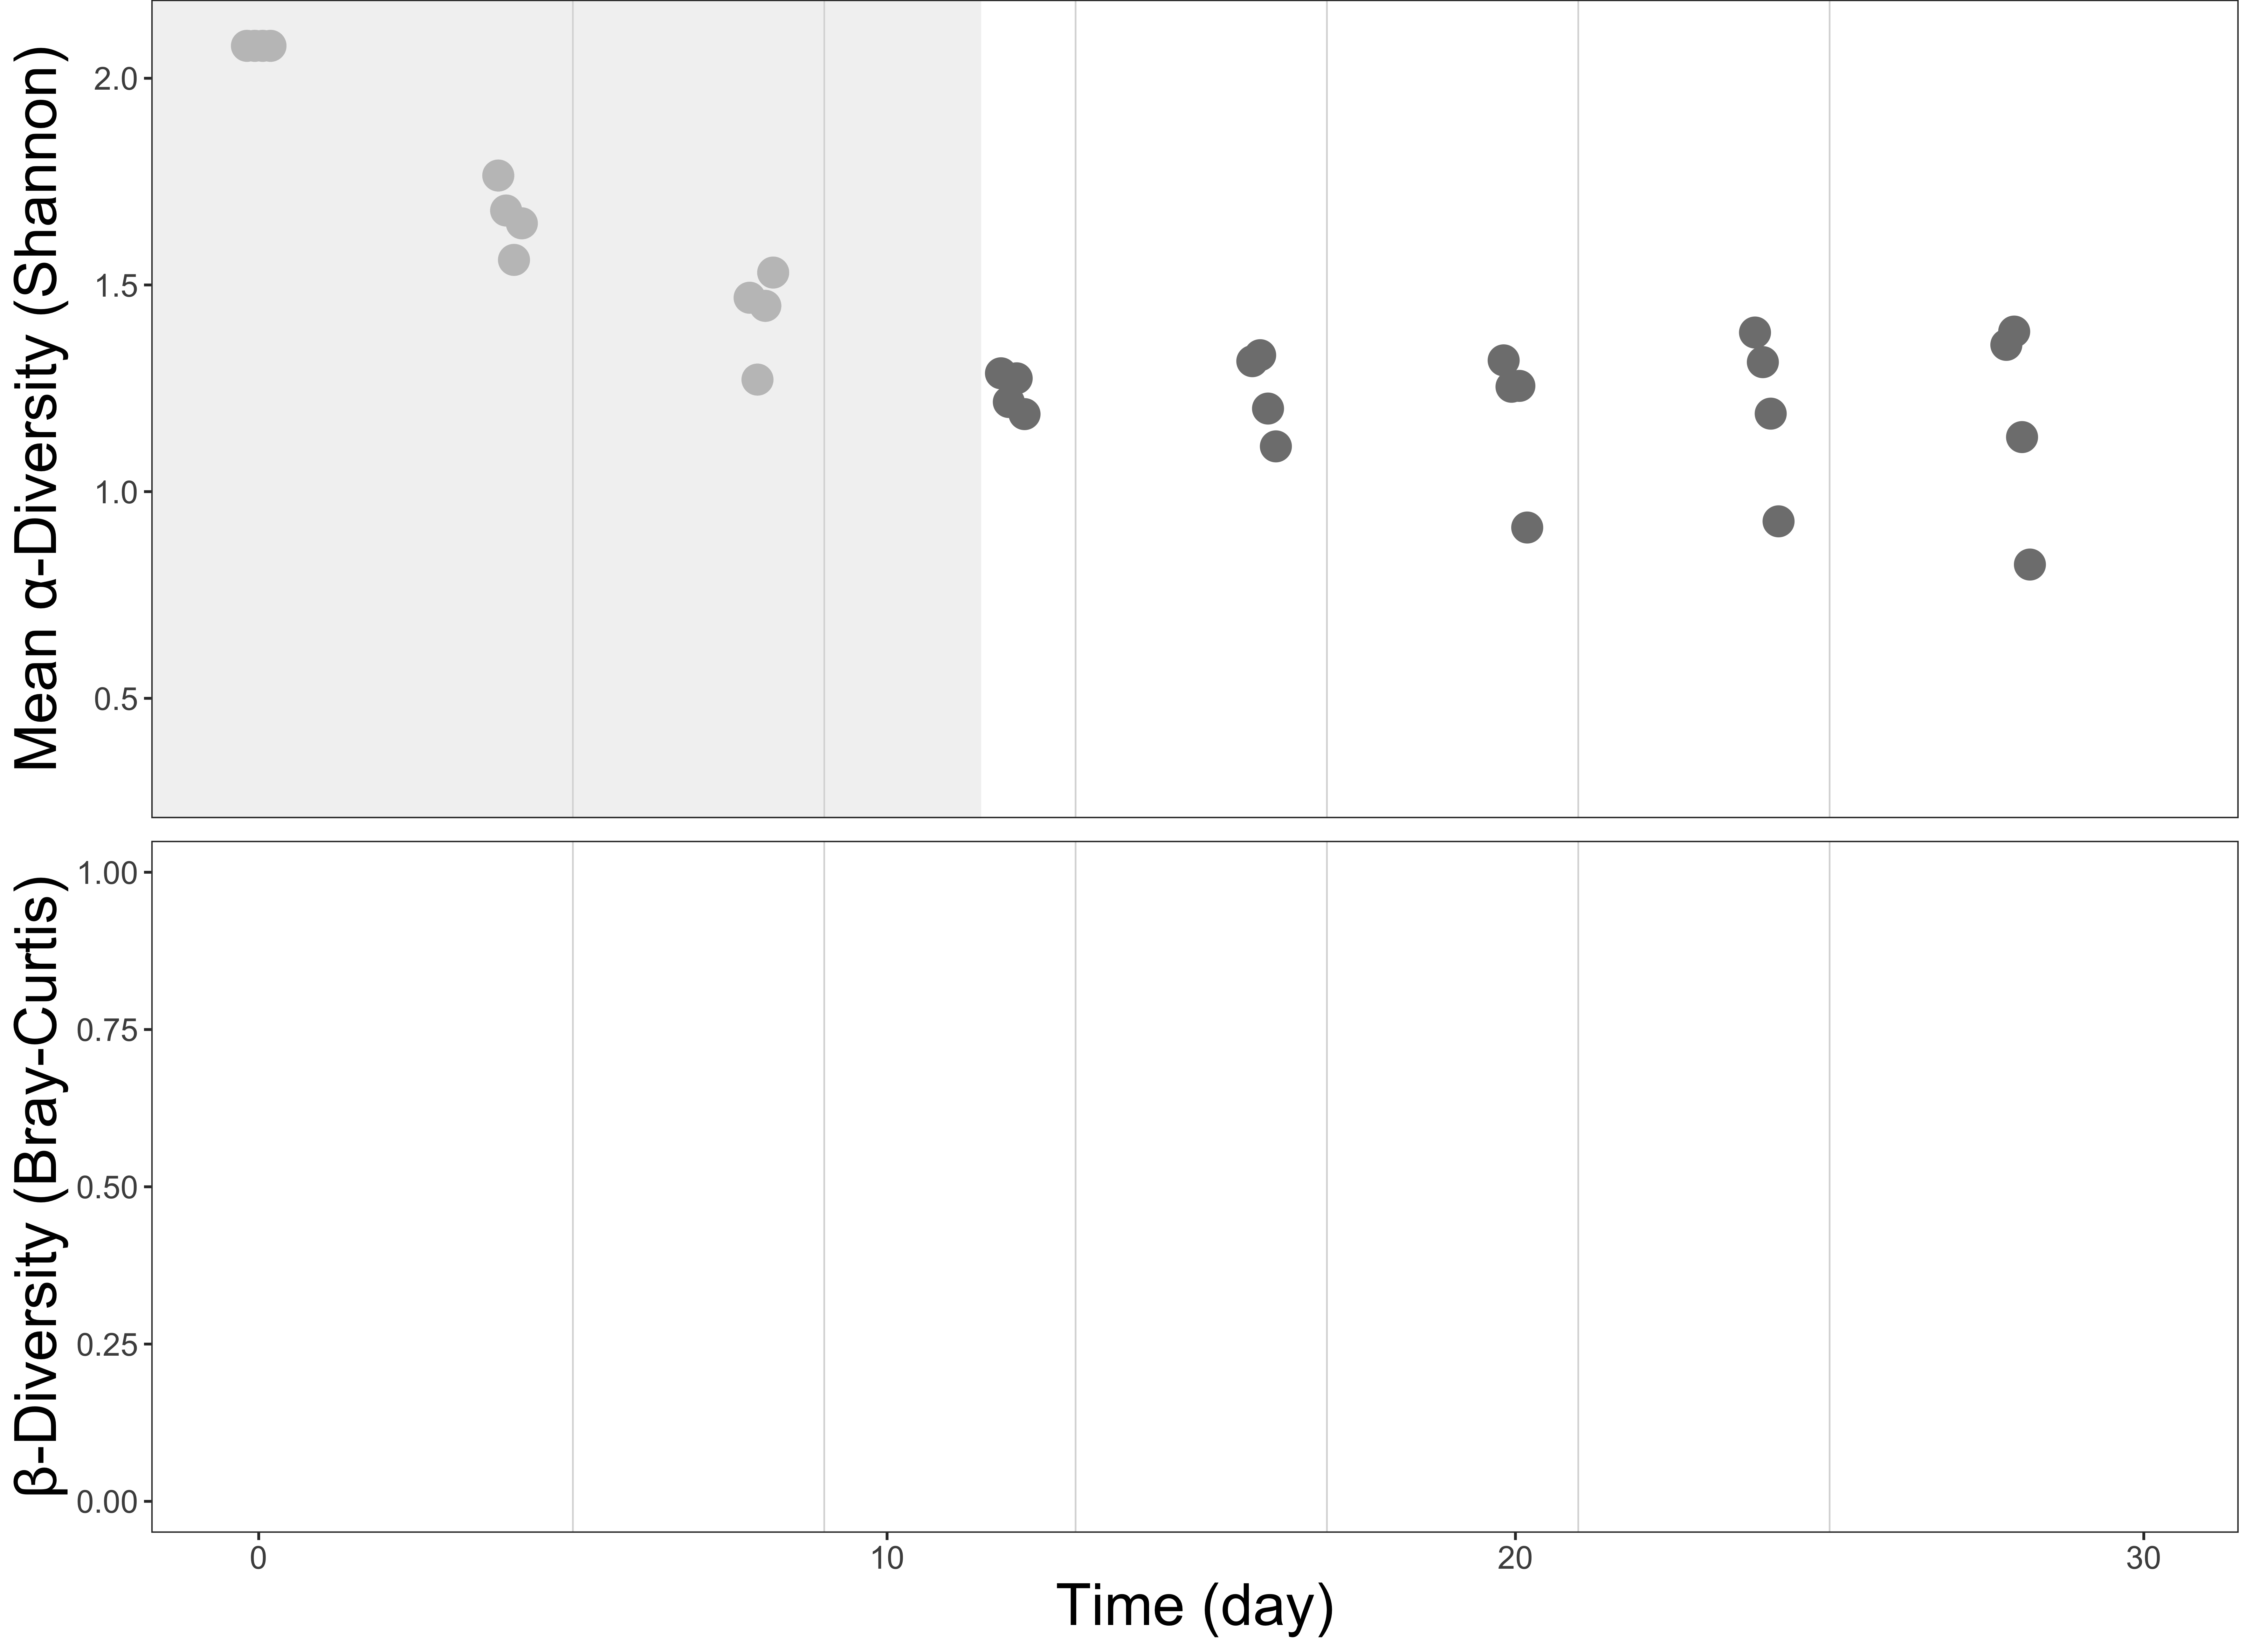 Mean α-Diversity (Shannon)
2.0
1.5
1.0
0.5
β-Diversity (Bray-Curtis)
1.00
0.75
0.50
0.25
0.00
0 10 20 30
Time (day)